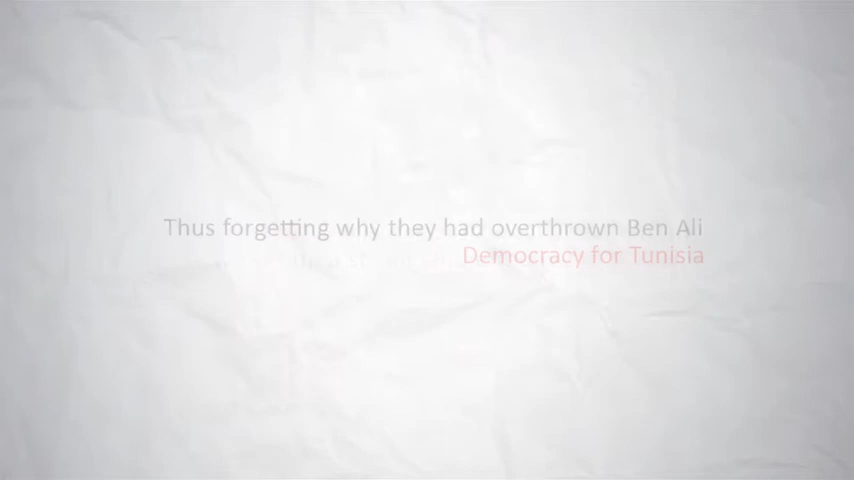 Thus forgetting why they had overthrown Ben Ali
Democracy for Tunisia